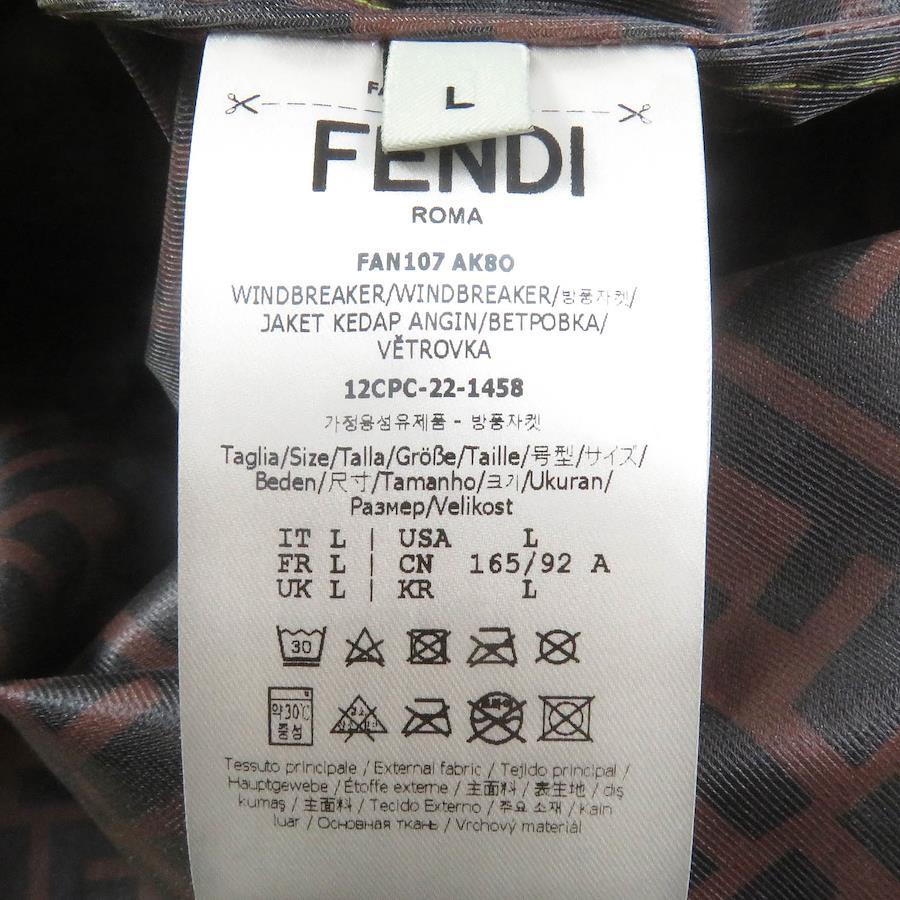 L
FENDI
ROMA
FAN107 AK80
WINDBREAKER/WINDBREAKER/방풍자켓/
JAKET KEDAP ANGIN/ВЕТРОВКА/
VĚTROVKA
12CPC-22-1458
가정용섬유제품 - 방풍자켓
Taglia/Size/Talla/Größe/Taille/号型/サイズ/
Beden/尺寸/Tamanho/크기/Ukuran/
Размер/Velikost
IT L | USA L
FR L | CN 165/92 A
UK L | KR L
30
약30℃
중성
Tessuto principale / External fabric / Tejido principal /
Hauptgewebe / Étoffe externe / 主面料 / 表生地 / dış
kumaş / 主面料 / Tecido Externo / 주요 소재 / kain
luar / Основная ткань / Vrchový materiál